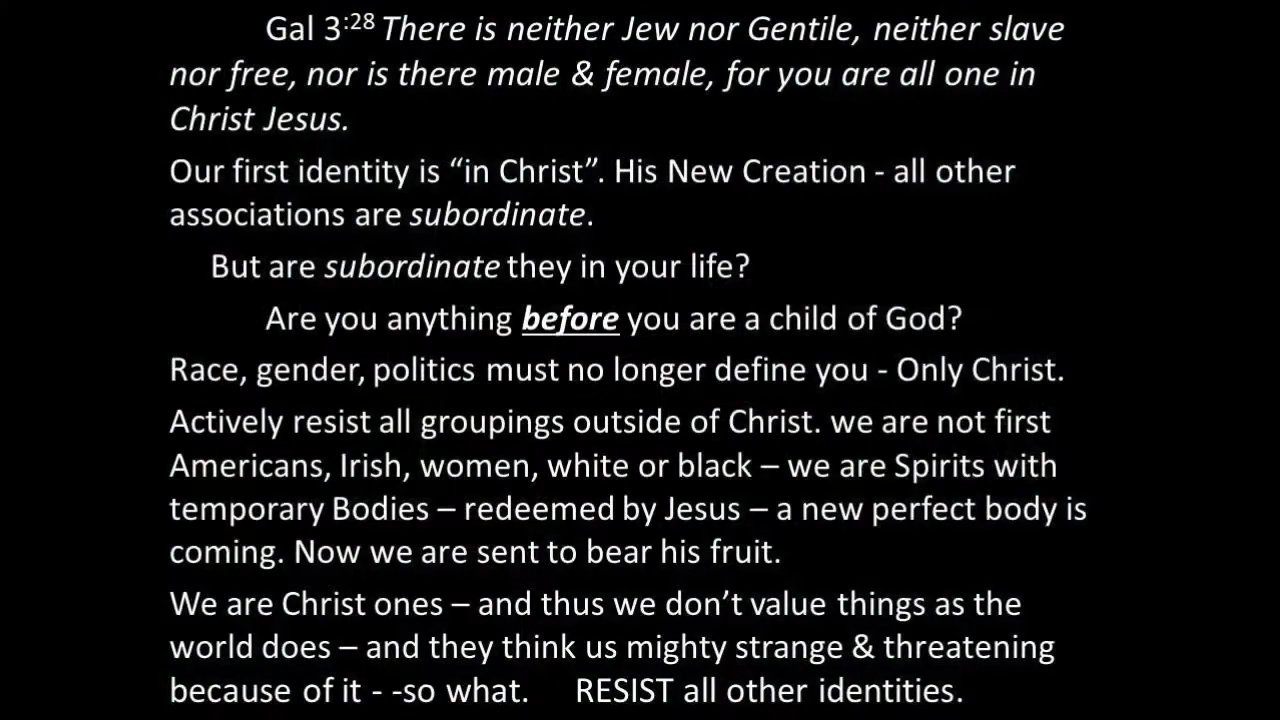 Gal 3:28 There is neither Jew nor Gentile, neither slave
nor free, nor is there male & female, for you are all one in
Christ Jesus.
Our first identity is “in Christ”. His New Creation - all other
associations are subordinate.
But are subordinate they in your life?
Are you anything before you are a child of God?
Race, gender, politics must no longer define you - Only Christ.
Actively resist all groupings outside of Christ. we are not first
Americans, Irish, women, white or black – we are Spirits with
temporary Bodies – redeemed by Jesus – a new perfect body is
coming. Now we are sent to bear his fruit.
We are Christ ones – and thus we don’t value things as the
world does – and they think us mighty strange & threatening
because of it - -so what. RESIST all other identities.